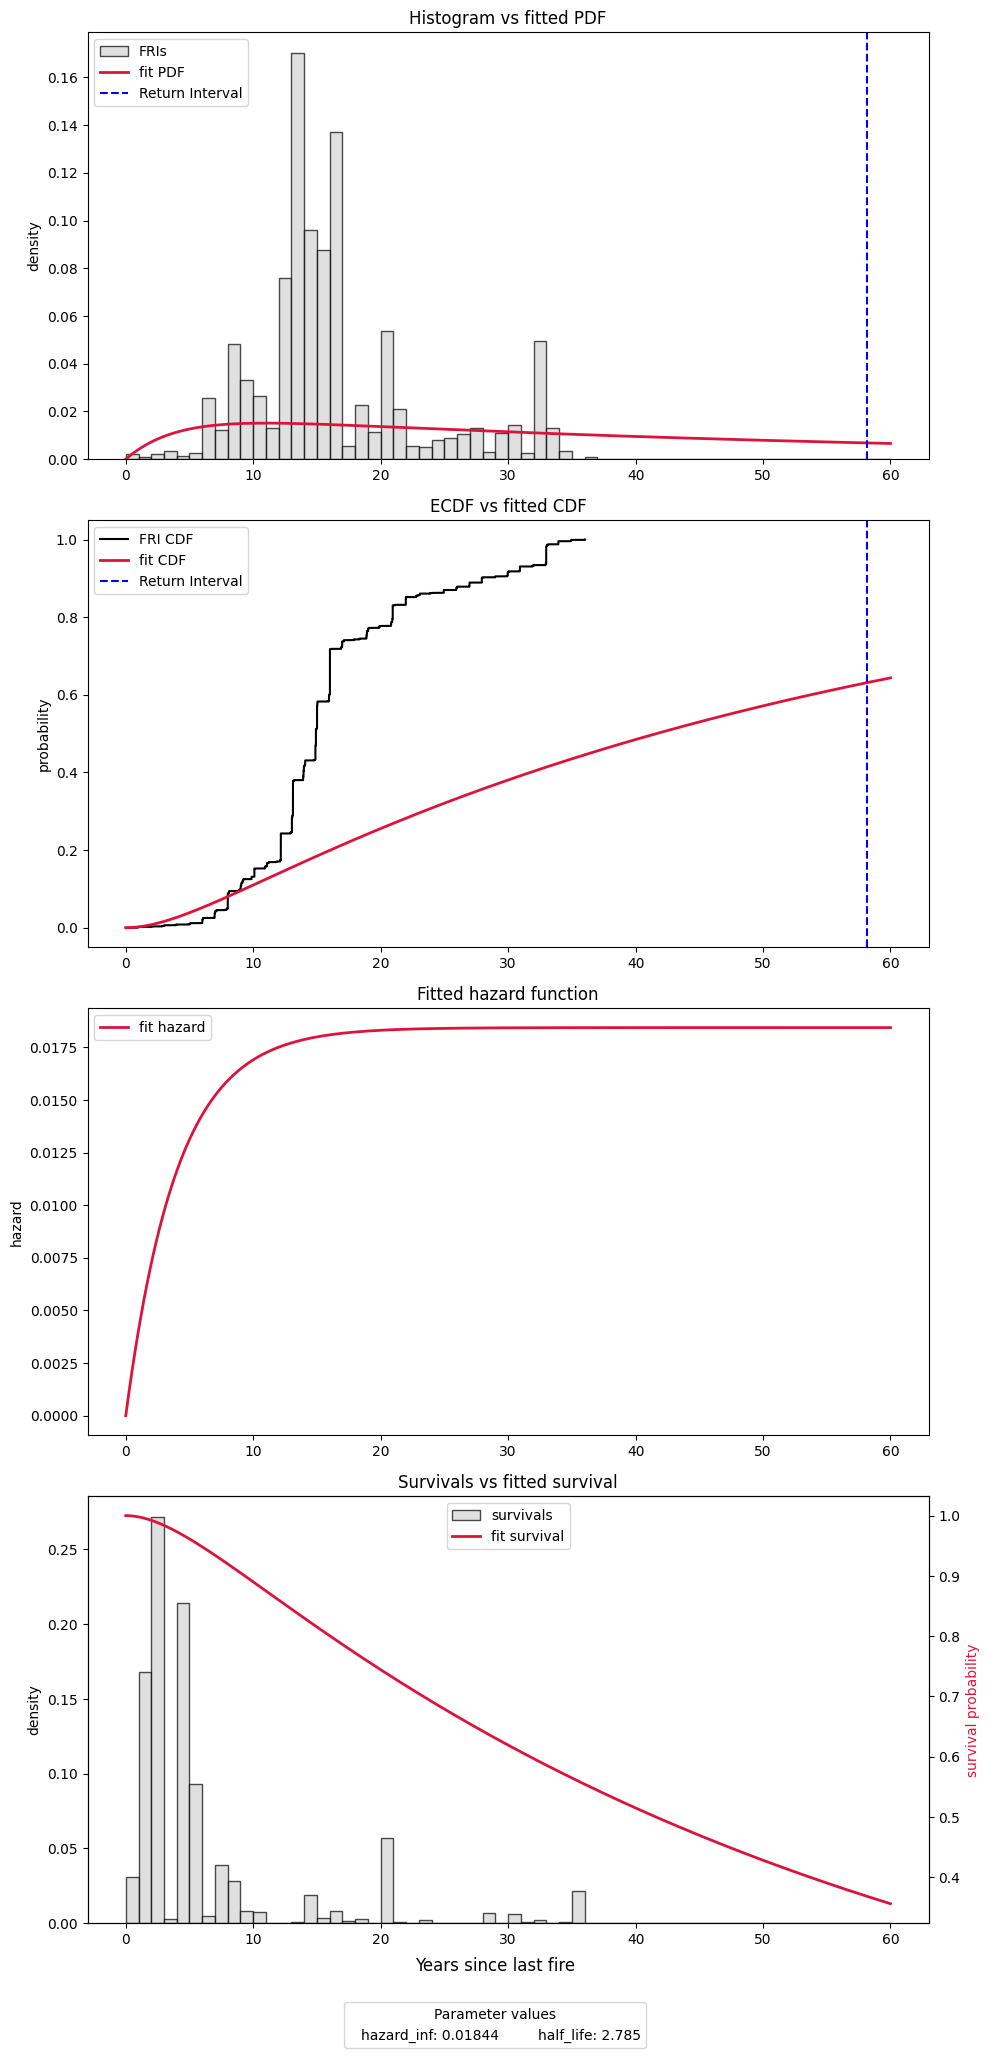 Histogram vs fitted PDF
FRIs
fit PDF
Return Interval
density
0.16
0.14
0.12
0.10
0.08
0.06
0.04
0.02
0.00
0 10 20 30 40 50 60
ECDF vs fitted CDF
FRI CDF
fit CDF
Return Interval
probability
1.0
0.8
0.6
0.4
0.2
0.0
0 10 20 30 40 50 60
Fitted hazard function
fit hazard
hazard
0.0175
0.0150
0.0125
0.0100
0.0075
0.0050
0.0025
0.0000
0 10 20 30 40 50 60
Survivals vs fitted survival
survivals
fit survival
density
0.25
0.20
0.15
0.10
0.05
0.00
1.0
0.9
0.8
0.7
0.6
0.5
0.4
survival probability
0 10 20 30 40 50 60
Years since last fire
Parameter values
hazard_inf: 0.01844 half_life: 2.785